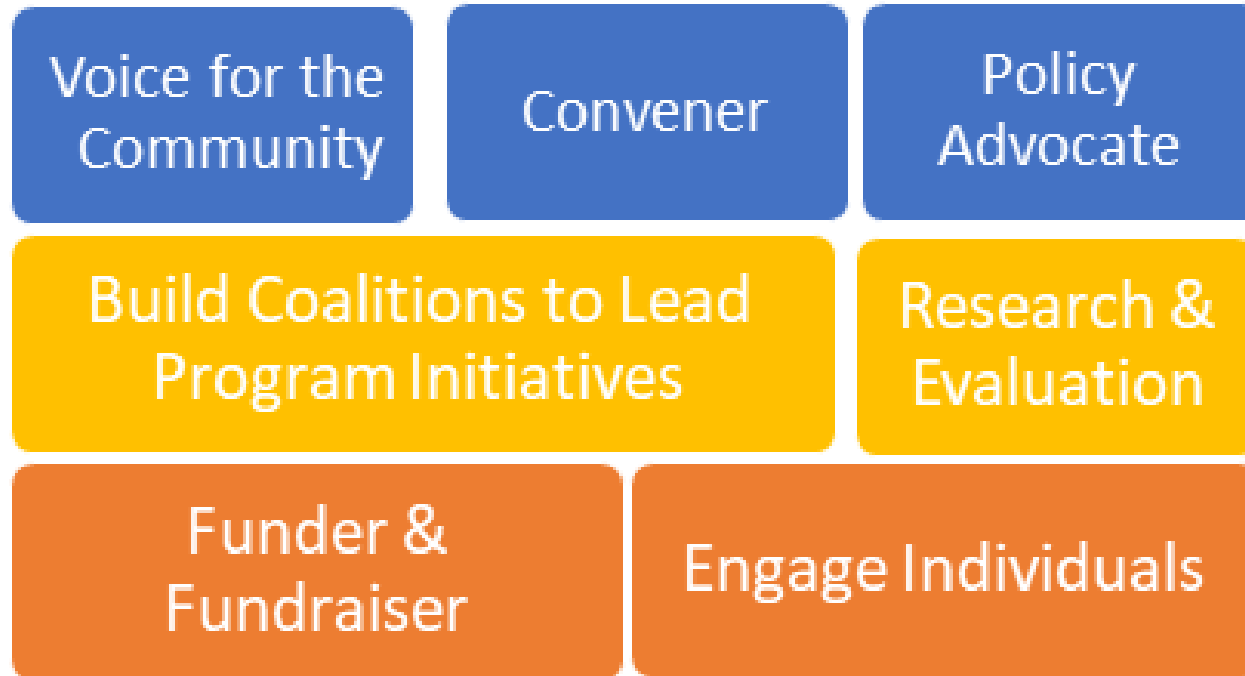 Voice for the
Community
Convener
Policy
Advocate
Build Coalitions to Lead
Program Initiatives
Research &
Evaluation
Funder &
Fundraiser
Engage Individuals